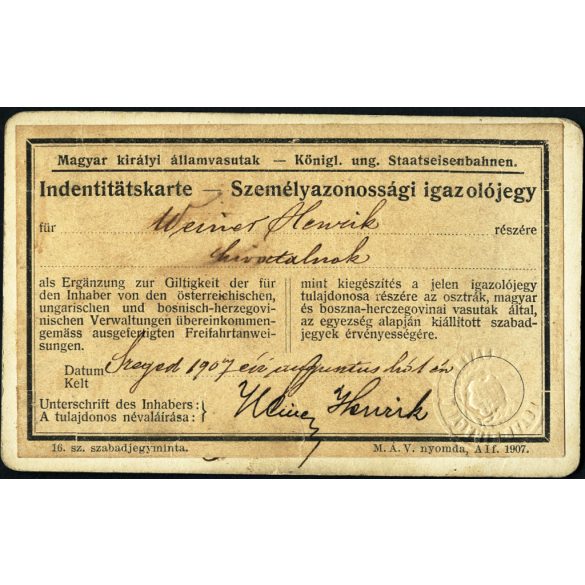 Magyar királyi államvasutak — Königl. ung. Staatseisenbahnen.
Indentitätskarte — Személyazonossági igazolójegy
für Weiner Henrik részére
hivatalnok
als Ergänzung zur Giltigkeit der für
den Inhaber von den österreichischen,
ungarischen und bosnisch-herzegovi-
nischen Verwaltungen übereinkommen-
gemäss ausgefertigten Freifahrtanwei-
sungen.
mint kiegészítés a jelen igazolójegy
tulajdonosa részére az osztrák, magyar
és boszna-herczegovinai vasutak által,
az egyezség alapján kiállított szabad-
jegyek érvényességére.
Datum
Kelt
Szeged 1907 évi augusztus hó 1 én
Unterschrift des Inhabers:
A tulajdonos névaláírása:
Weiner Henrik
16. sz. szabadjegyminta.
M. Á. V. nyomda, A I f. 1907.